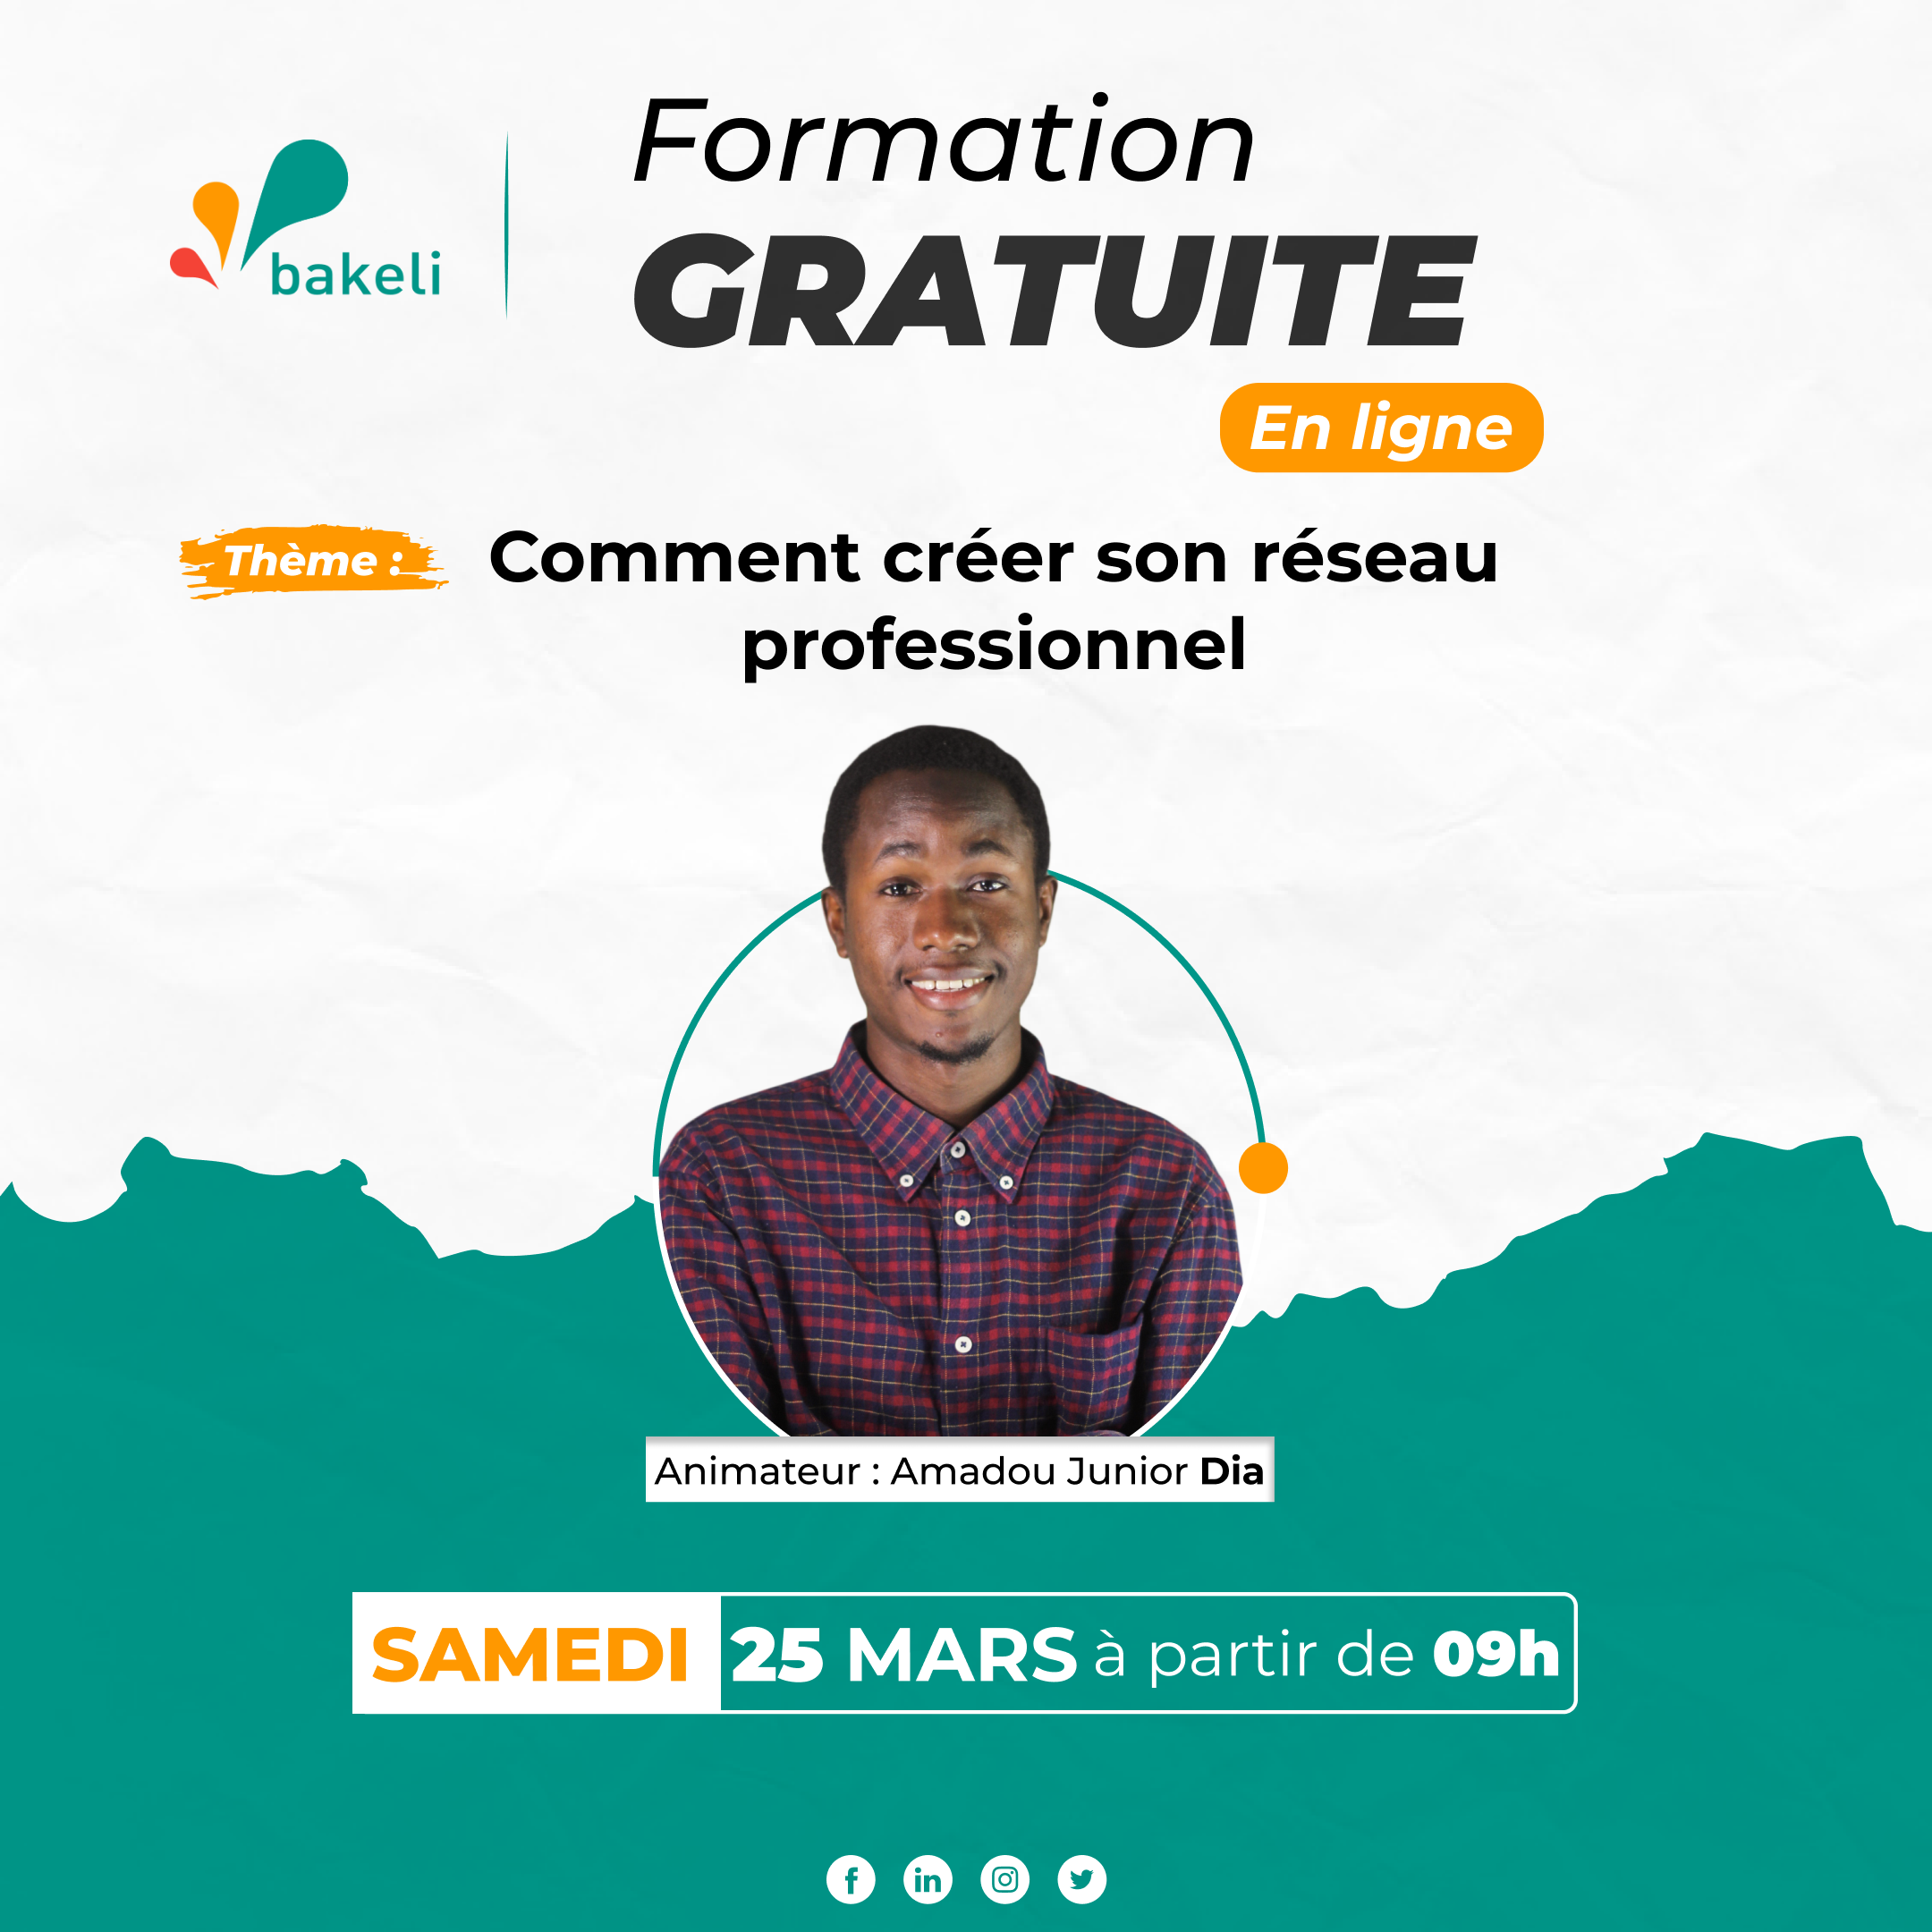 bakeli
Formation
GRATUITE
En ligne
Thème :
Comment créer son réseau
professionnel
Animateur : Amadou Junior Dia
SAMEDI 25 MARS à partir de 09h